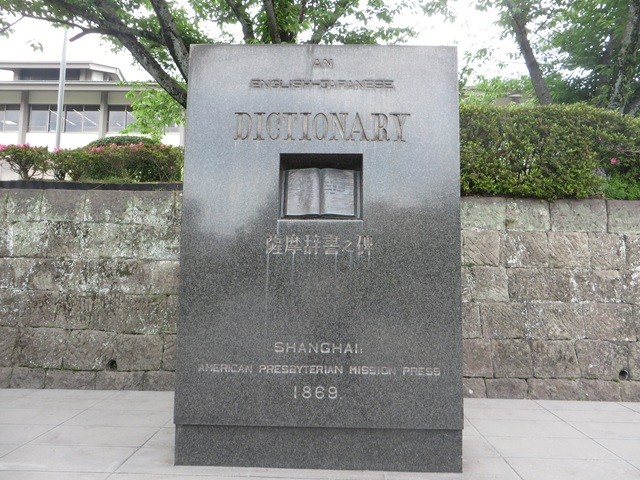 AN
ENGLISH-JAPANESE
DICTIONARY
薩摩辞書之碑
SHANGHAI:
AMERICAN PRESBYTERIAN MISSION PRESS
1869.